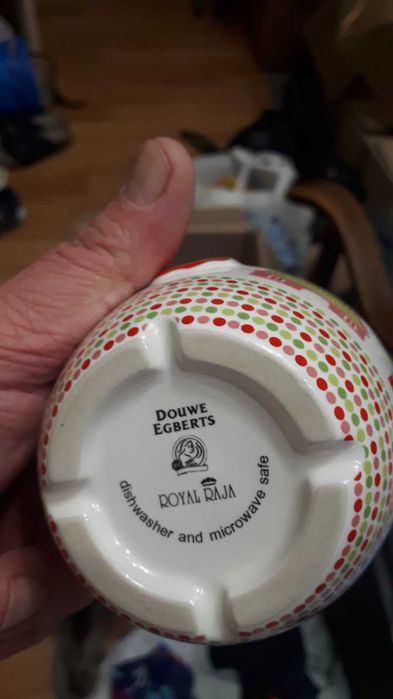 DOUWE
EGBERTS
ROYAL RAJA
dishwasher and microwave safe